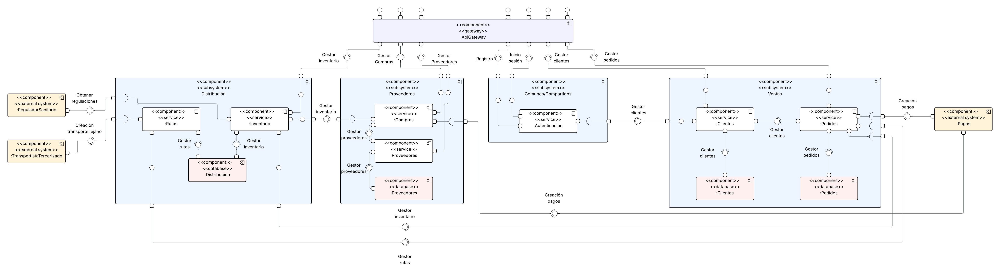 <<component>>
<<gateway>>
:ApiGateway
Gestor
inventario
Gestor
Compras
Gestor
Proveedores
Registro
Inicio
sesión
Gestor
clientes
Gestor
pedidos
<<component>>
<<external system>>
:ReguladorSanitario
Obtener
regulaciones
Creación
transporte lejano
<<component>>
<<external system>>
:TransportistaTercerizado
<<component>>
<<subsystem>>
Distribución
<<component>>
<<service>>
:Rutas
<<component>>
<<service>>
:Inventario
Gestor
rutas
Gestor
inventario
<<component>>
<<database>>
:Distribucion
Gestor
inventario
<<component>>
<<subsystem>>
Proveedores
<<component>>
<<service>>
:Compras
Gestor
proveedores
<<component>>
<<service>>
:Proveedores
Gestor
proveedores
<<component>>
<<database>>
:Proveedores
<<component>>
<<subsystem>>
Comunes/Compartidos
<<component>>
<<service>>
:Autenticacion
Gestor
clientes
<<component>>
<<subsystem>>
Ventas
<<component>>
<<service>>
:Clientes
Gestor
clientes
<<component>>
<<service>>
:Pedidos
Gestor
clientes
Gestor
pedidos
<<component>>
<<database>>
:Clientes
<<component>>
<<database>>
:Pedidos
Creación
pagos
<<component>>
<<external system>>
:Pagos
Creación
pagos
Gestor
inventario
Gestor
rutas